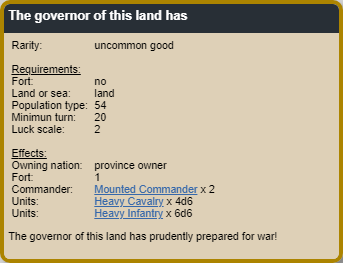 The governor of this land has
Rarity: uncommon good
Requirements:
Fort: no
Land or sea: land
Population type: 54
Minimun turn: 20
Luck scale: 2
Effects:
Owning nation: province owner
Fort: 1
Commander: Mounted Commander x 2
Units: Heavy Cavalry x 4d6
Units: Heavy Infantry x 6d6
The governor of this land has prudently prepared for war!